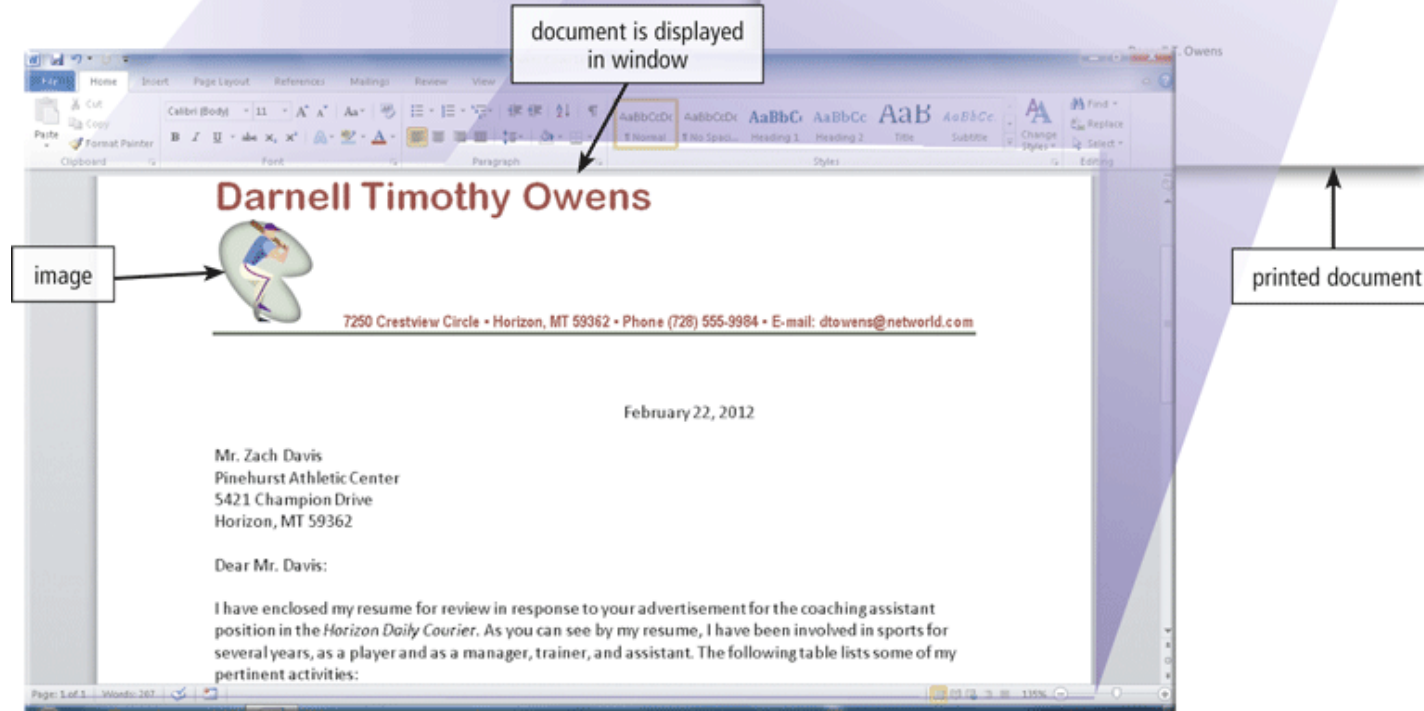 document is displayed
in window
T. Owens
File Home Insert Page Layout References Mailings Review View
Cut
Copy
Paste
Format Painter
Calibri (Body) 11
AaBbCcDc AaBbCcDc AaBbC AaBbCc AaB AaBbCc.
¶ Normal ¶ No Spaci... Heading 1 Heading 2 Title Subtitle
Change
Styles
Find
Replace
Select
Clipboard Font Paragraph Styles Editing
Darnell Timothy Owens
image
printed document
7250 Crestview Circle • Horizon, MT 59362 • Phone (728) 555-9984 • E-mail: dtowens@networld.com
February 22, 2012
Mr. Zach Davis
Pinehurst Athletic Center
5421 Champion Drive
Horizon, MT 59362
Dear Mr. Davis:
I have enclosed my resume for review in response to your advertisement for the coaching assistant
position in the Horizon Daily Courier. As you can see by my resume, I have been involved in sports for
several years, as a player and as a manager, trainer, and assistant. The following table lists some of my
pertinent activities:
Page: 1 of 1 Words: 207 135%